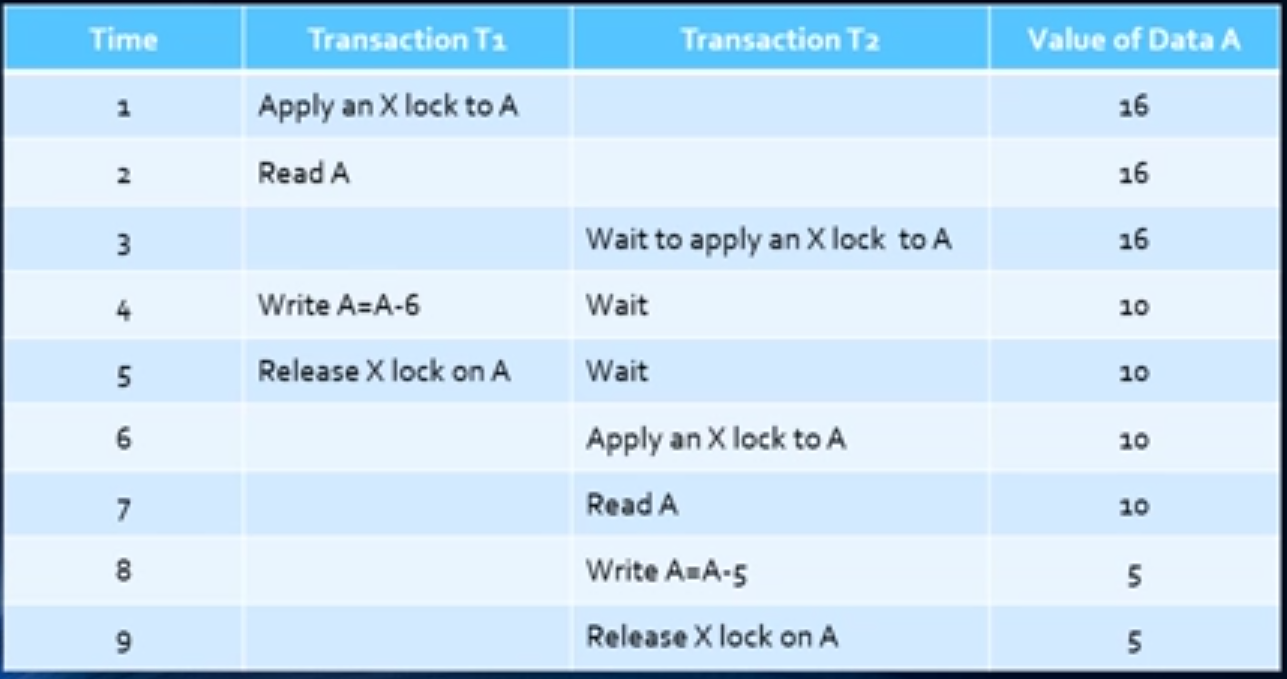 Time Transaction T1 Transaction T2 Value of Data A
1 Apply an X lock to A 16
2 Read A 16
3 Wait to apply an X lock to A 16
4 Write A=A-6 Wait 10
5 Release X lock on A Wait 10
6 Apply an X lock to A 10
7 Read A 10
8 Write A=A-5 5
9 Release X lock on A 5